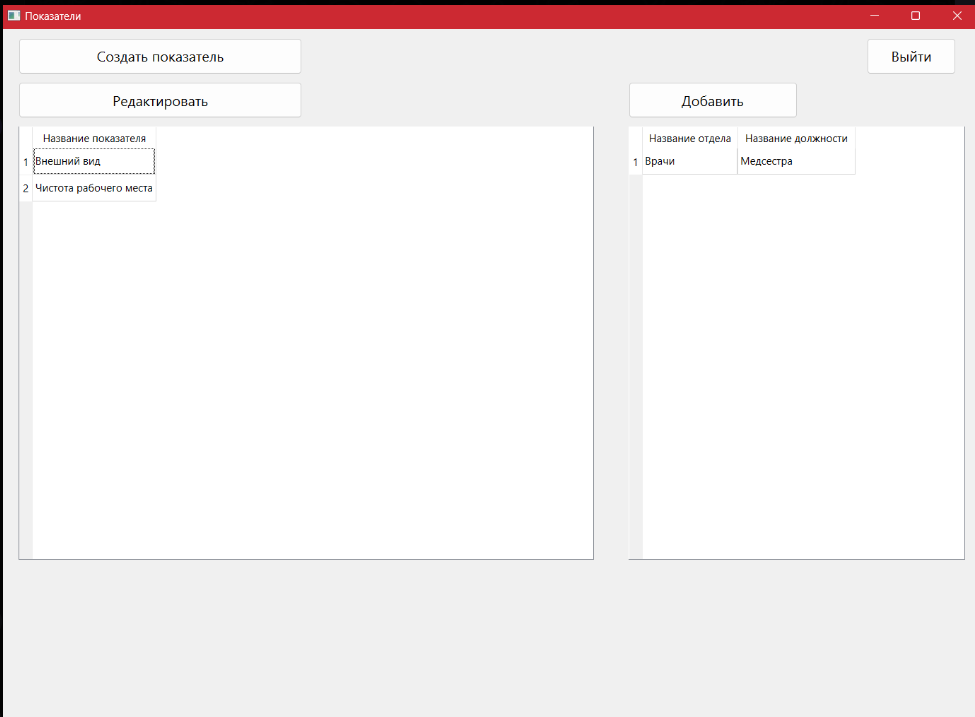 Показатели
Создать показатель
Выйти
Редактировать
Добавить
Название показателя
1 Внешний вид
2 Чистота рабочего места
Название отдела Название должности
1 Врачи Медсестра